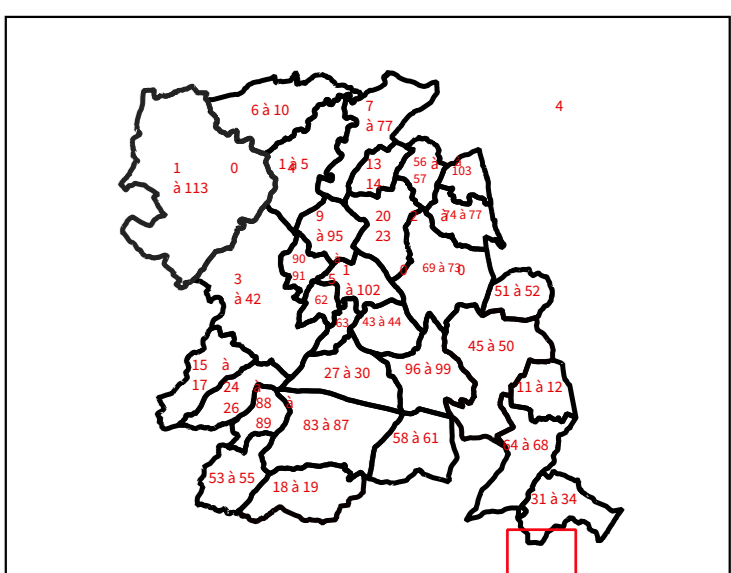 7
4
6 à 10
à 77
1 0
à 113
1 à 5
4
13
14
56 à 9
57
103
9
à 95
20 2
23
à
74 à 77
90 à
91 5
1 0
à 102
69 à 73
0
51 à 52
3
à 42
62
63
43 à 44
45 à 50
15 à
17
24 à
26
88 à
89
27 à 30
96 à 99
11 à 12
83 à 87
58 à 61
64 à 68
53 à 55
18 à 19
31 à 34